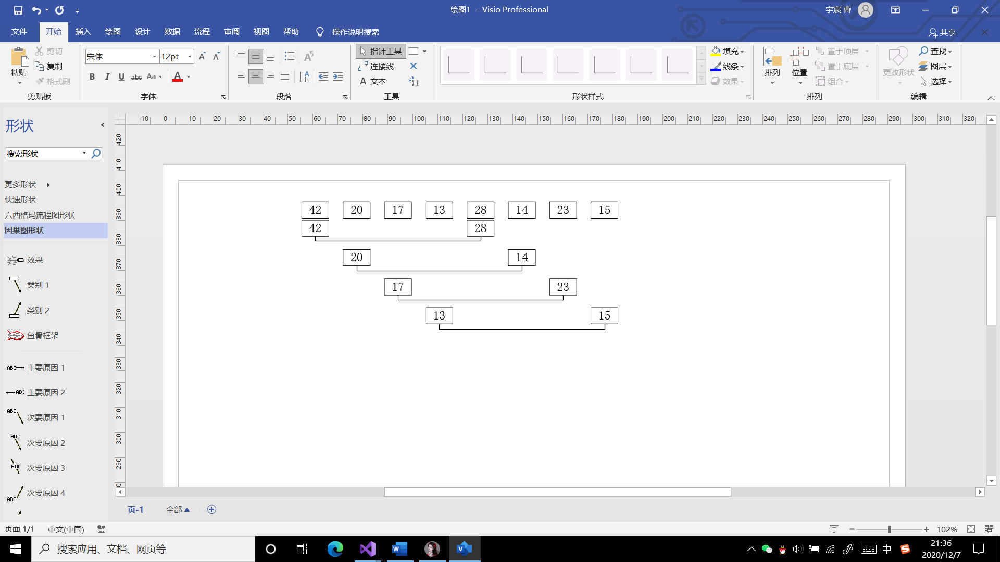 绘图1 - Visio Professional
宇宸 曹
文件 开始 插入 绘图 设计 数据 流程 审阅 视图 帮助 操作说明搜索 共享
粘贴 剪切 复制 格式刷
剪贴板
宋体 12pt
B I U abc Aa A
字体
段落
指针工具
连接线
A 文本
工具
形状样式
填充
线条
效果
排列 位置
置于顶层
置于底层
组合
排列
更改形状
查找
图层
选择
编辑
形状
搜索形状
更多形状
快速形状
六西格玛流程图形状
因果图形状
效果
类别 1
类别 2
鱼骨框架
ABC 主要原因 1
ABC 主要原因 2
ABC 次要原因 1
ABC 次要原因 2
ABC 次要原因 3
ABC 次要原因 4
-10 0 10 20 30 40 50 60 70 80 90 100 110 120 130 140 150 160 170 180 190 200 210 220 230 240 250 260 270 280 290 300 310 320
420
410
400
390
380
370
360
350
340
330
320
310
300
290
42 20 17 13 28 14 23 15
42 28
20 14
17 23
13 15
页-1 全部
页面 1/1 中文(中国) 102%
搜索应用、文档、网页等
中
21:36
2020/12/7